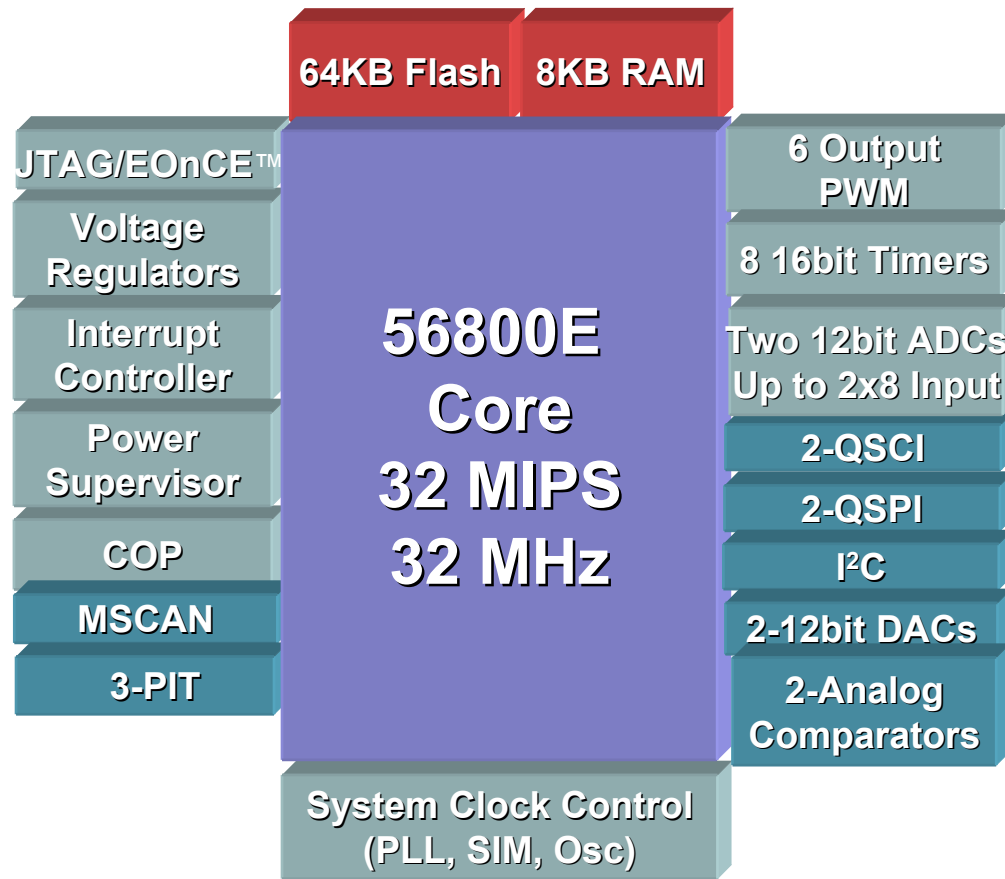 64KB Flash
8KB RAM
JTAG/EOnCE™
Voltage
Regulators
Interrupt
Controller
Power
Supervisor
COP
MSCAN
3-PIT
56800E
Core
32 MIPS
32 MHz
6 Output
PWM
8 16bit Timers
Two 12bit ADCs
Up to 2x8 Input
2-QSCI
2-QSPI
I²C
2-12bit DACs
2-Analog
Comparators
System Clock Control
(PLL, SIM, Osc)